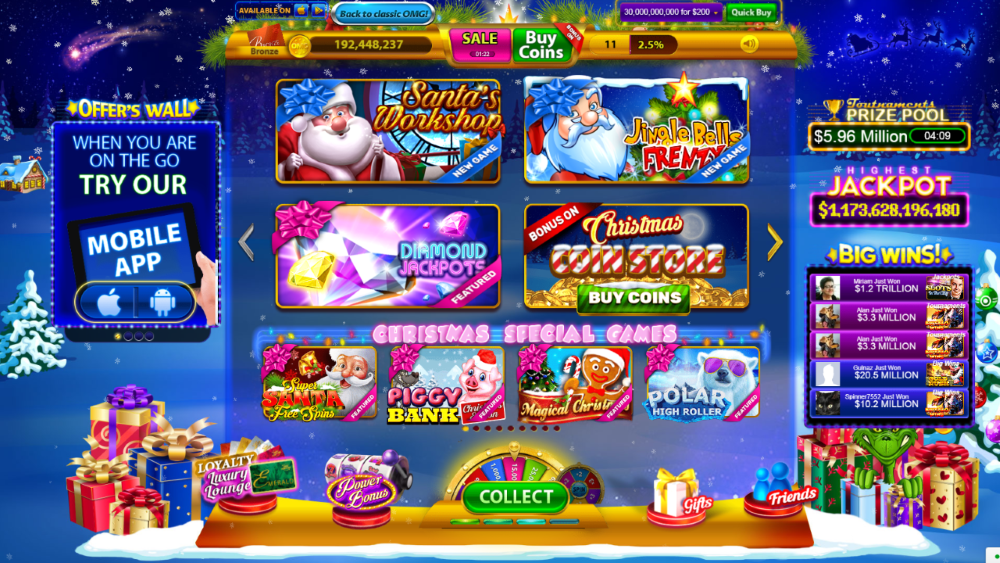 AVAILABLE ON
Back to classic OMG!
30,000,000,000 for $200
Quick Buy
Bronze
192,448,237
SALE
01:22
Buy
Coins
BONUS ON
11
2.5%
OFFER'S WALL
WHEN YOU ARE
ON THE GO
TRY OUR
MOBILE
APP
Santa's
Workshop
NEW GAME
Jingle Bells
FRENZY
NEW GAME
DIAMOND
JACKPOTS
FEATURED
BONUS ON
Christmas
COIN STORE
BUY COINS
CHRISTMAS SPECIAL GAMES
Super
SANTA
Free Spins
FEATURED
PIGGY
BANK
FEATURED
Magical Christ
FEATURED
POLAR
HIGH ROLLER
FEATURED
Tournaments
PRIZE POOL
$5.96 Million
04:09
HIGHEST
JACKPOT
$1,173,628,196,180
BIG WINS!
Miriam Just Won
$1.2 TRILLION
Alan Just Won
$3.3 MILLION
Alan Just Won
$3.3 MILLION
Gulnaz Just Won
$20.5 MILLION
Spinner7552 Just Won
$10.2 MILLION
LOYALTY
Luxury
Lounge
Power
Bonus
COLLECT
Gifts
Friends